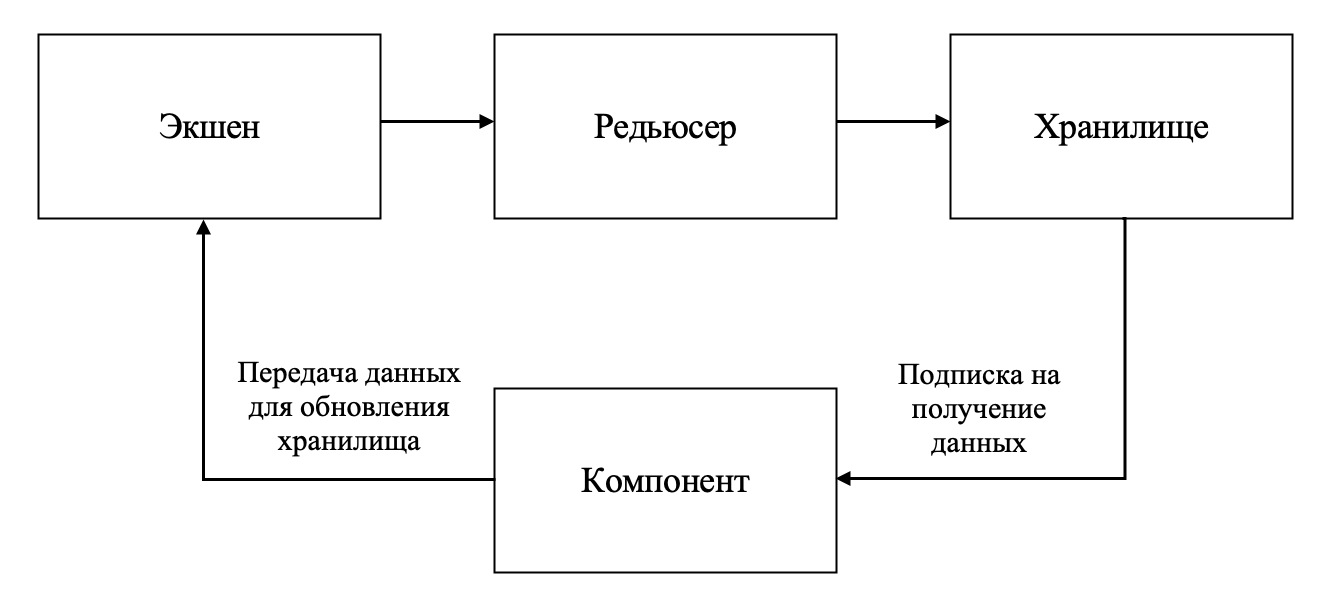 Экшен
Редьюсер
Хранилище
Передача данных
для обновления
хранилища
Подписка на
получение
данных
Компонент